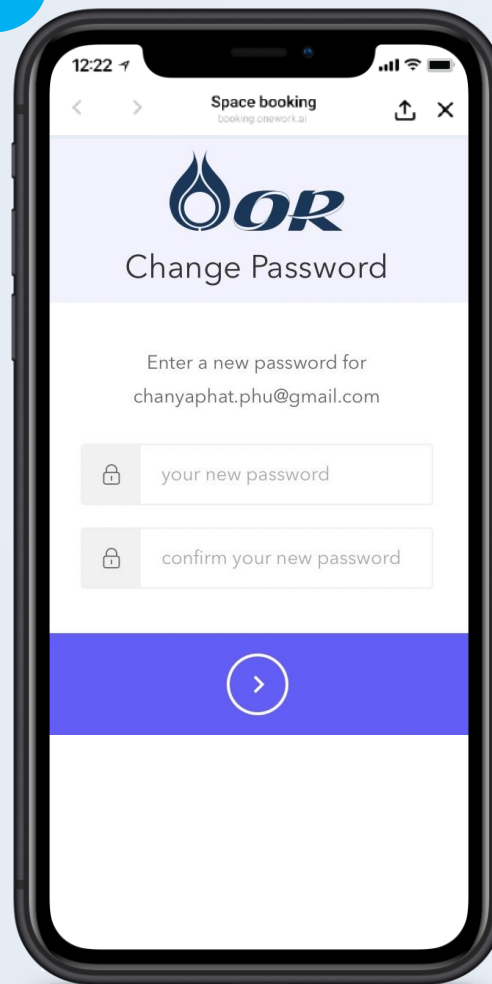 12:22
Space booking
booking.onework.ai
OR
Change Password
Enter a new password for
chanyaphat.phu@gmail.com
your new password
confirm your new password